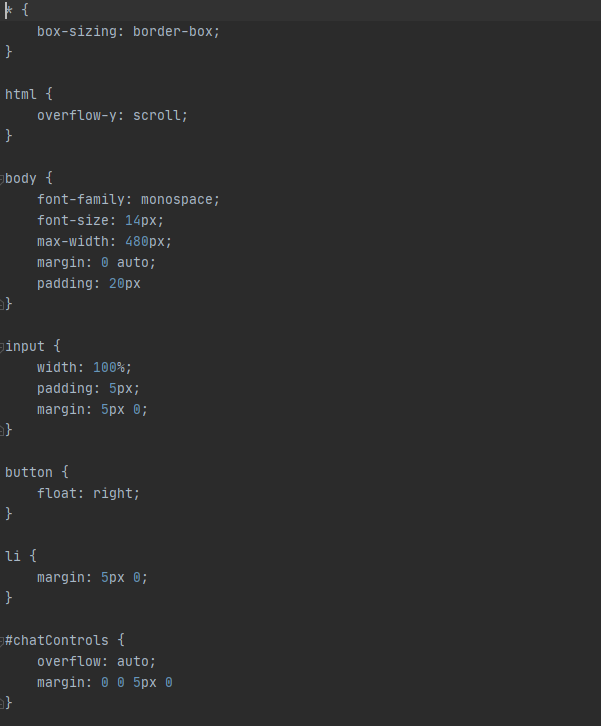 * {
    box-sizing: border-box;
}

html {
    overflow-y: scroll;
}

body {
    font-family: monospace;
    font-size: 14px;
    max-width: 480px;
    margin: 0 auto;
    padding: 20px
}

input {
    width: 100%;
    padding: 5px;
    margin: 5px 0;
}

button {
    float: right;
}

li {
    margin: 5px 0;
}

#chatControls {
    overflow: auto;
    margin: 0 0 5px 0
}